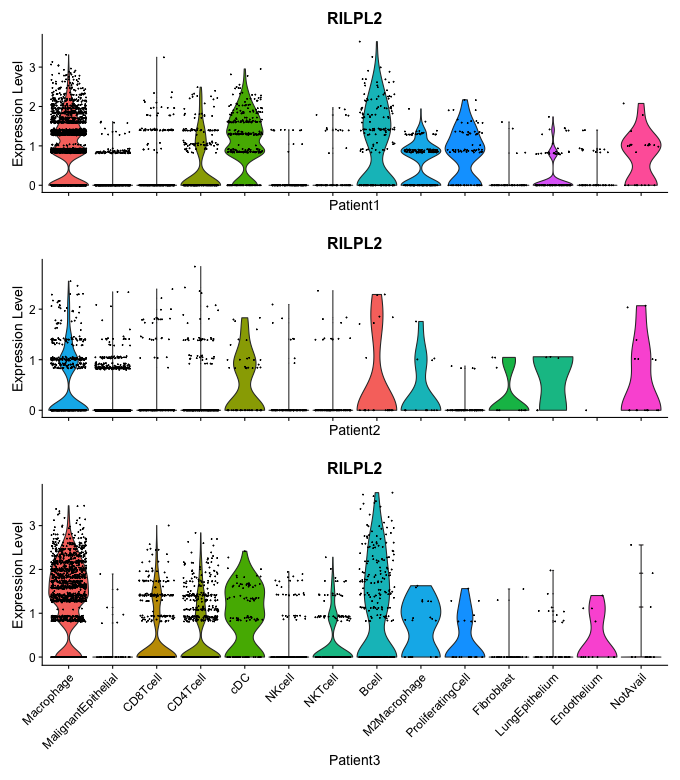 RILPL2
Expression Level
3
2
1
0
Patient1
RILPL2
Expression Level
2
1
0
Patient2
RILPL2
Expression Level
3
2
1
0
Macrophage
MalignantEpithelial
CD8Tcell
CD4Tcell
cDC
NKcell
NKTcell
Bcell
M2Macrophage
ProliferatingCell
Fibroblast
LungEpithelium
Endothelium
NotAvail
Patient3